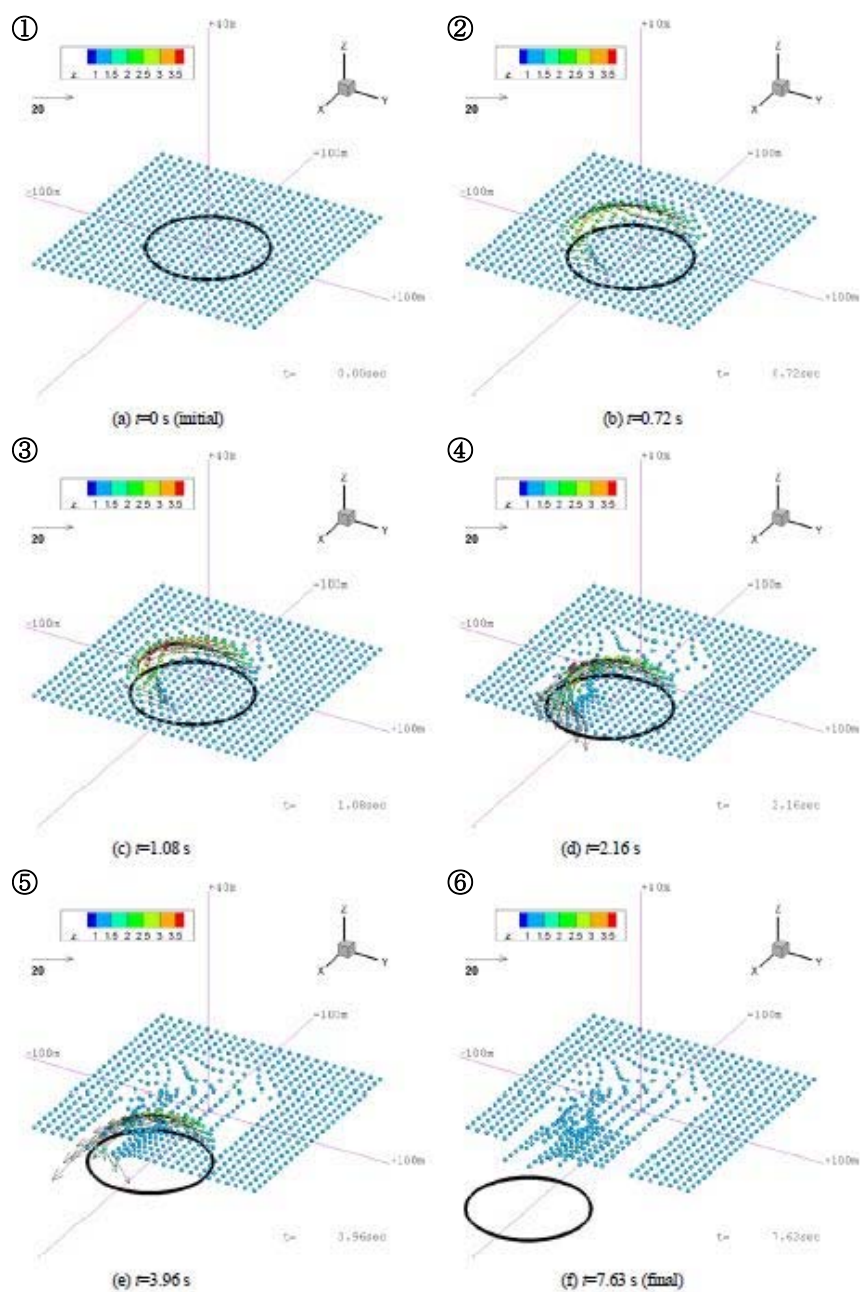 ①
+40m
z 1 1.5 2 2.5 3 3.5
20
Z
X
Y
-100m
-100m
+100m
t= 0.00sec
(a) t=0 s (initial)
②
+40m
z 1 1.5 2 2.5 3 3.5
20
Z
X
Y
-100m
-100m
+100m
t= 0.72sec
(b) t=0.72 s
③
+40m
z 1 1.5 2 2.5 3 3.5
20
Z
X
Y
-100m
-100m
+100m
t= 1.08sec
(c) t=1.08 s
④
+40m
z 1 1.5 2 2.5 3 3.5
20
Z
X
Y
-100m
-100m
+100m
t= 2.16sec
(d) t=2.16 s
⑤
+40m
z 1 1.5 2 2.5 3 3.5
20
Z
X
Y
-100m
-100m
+100m
t= 3.96sec
(e) t=3.96 s
⑥
+40m
z 1 1.5 2 2.5 3 3.5
20
Z
X
Y
-100m
-100m
+100m
t= 7.63sec
(f) t=7.63 s (final)